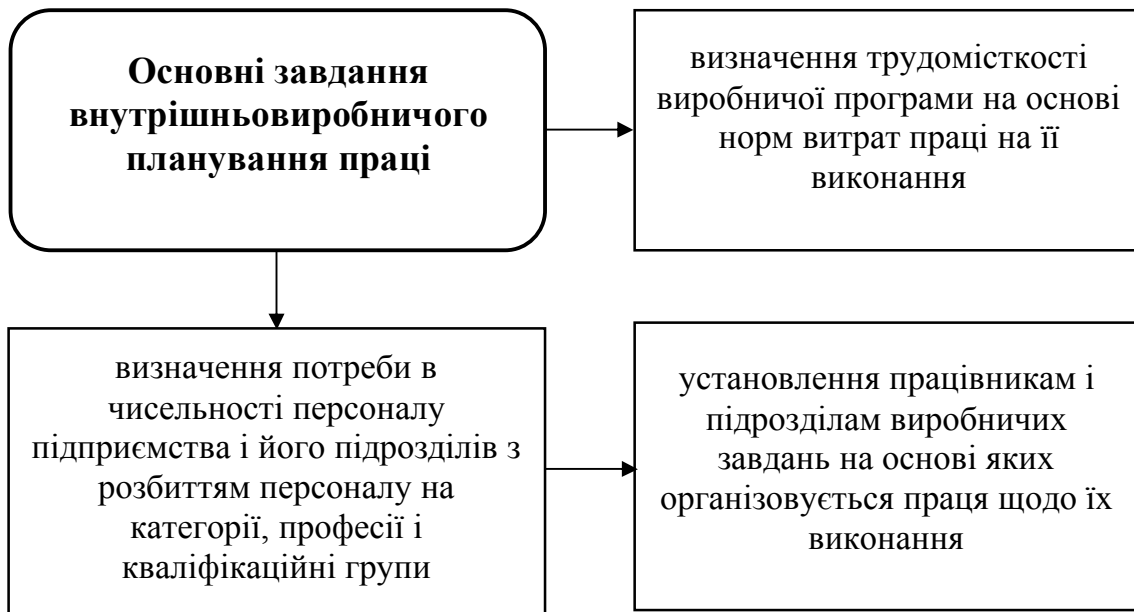 Основні завдання
внутрішньовиробничого
планування праці
визначення трудомісткості
виробничої програми на основі
норм витрат праці на її
виконання
визначення потреби в
чисельності персоналу
підприємства і його підрозділів з
розбиттям персоналу на
категорії, професії і
кваліфікаційні групи
установлення працівникам і
підрозділам виробничих
завдань на основі яких
організовується праця щодо їх
виконання